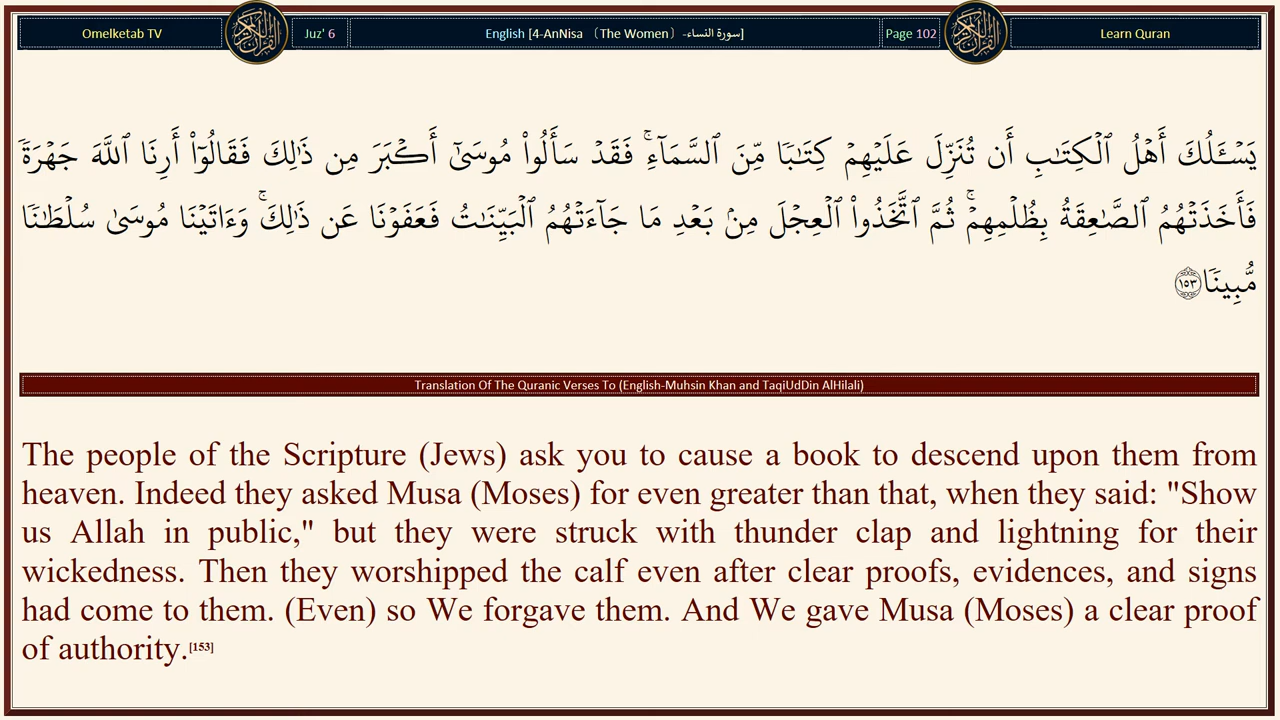 Omelketab TV
Juz' 6
English [4-AnNisa （The Women）-سورة النساء]
Page 102
Learn Quran
يَسْـَٔلُكَ أَهْلُ ٱلْكِتَـٰبِ أَن تُنَزِّلَ عَلَيْهِمْ كِتَـٰبًا مِّنَ ٱلسَّمَآءِ ۚ فَقَدْ سَأَلُوا۟ مُوسَىٰٓ أَكْبَرَ مِن ذَٰلِكَ فَقَالُوٓا۟ أَرِنَا ٱللَّهَ جَهْرَةً
فَأَخَذَتْهُمُ ٱلصَّـٰعِقَةُ بِظُلْمِهِمْ ۚ ثُمَّ ٱتَّخَذُوا۟ ٱلْعِجْلَ مِنۢ بَعْدِ مَا جَآءَتْهُمُ ٱلْبَيِّنَـٰتُ فَعَفَوْنَا عَن ذَٰلِكَ ۚ وَءَاتَيْنَا مُوسَىٰ سُلْطَـٰنًا
مُّبِينًا ١٥٣
Translation Of The Quranic Verses To (English-Muhsin Khan and TaqiUdDin AlHilali)
The people of the Scripture (Jews) ask you to cause a book to descend upon them from
heaven. Indeed they asked Musa (Moses) for even greater than that, when they said: "Show
us Allah in public," but they were struck with thunder clap and lightning for their
wickedness. Then they worshipped the calf even after clear proofs, evidences, and signs
had come to them. (Even) so We forgave them. And We gave Musa (Moses) a clear proof
of authority.[153]